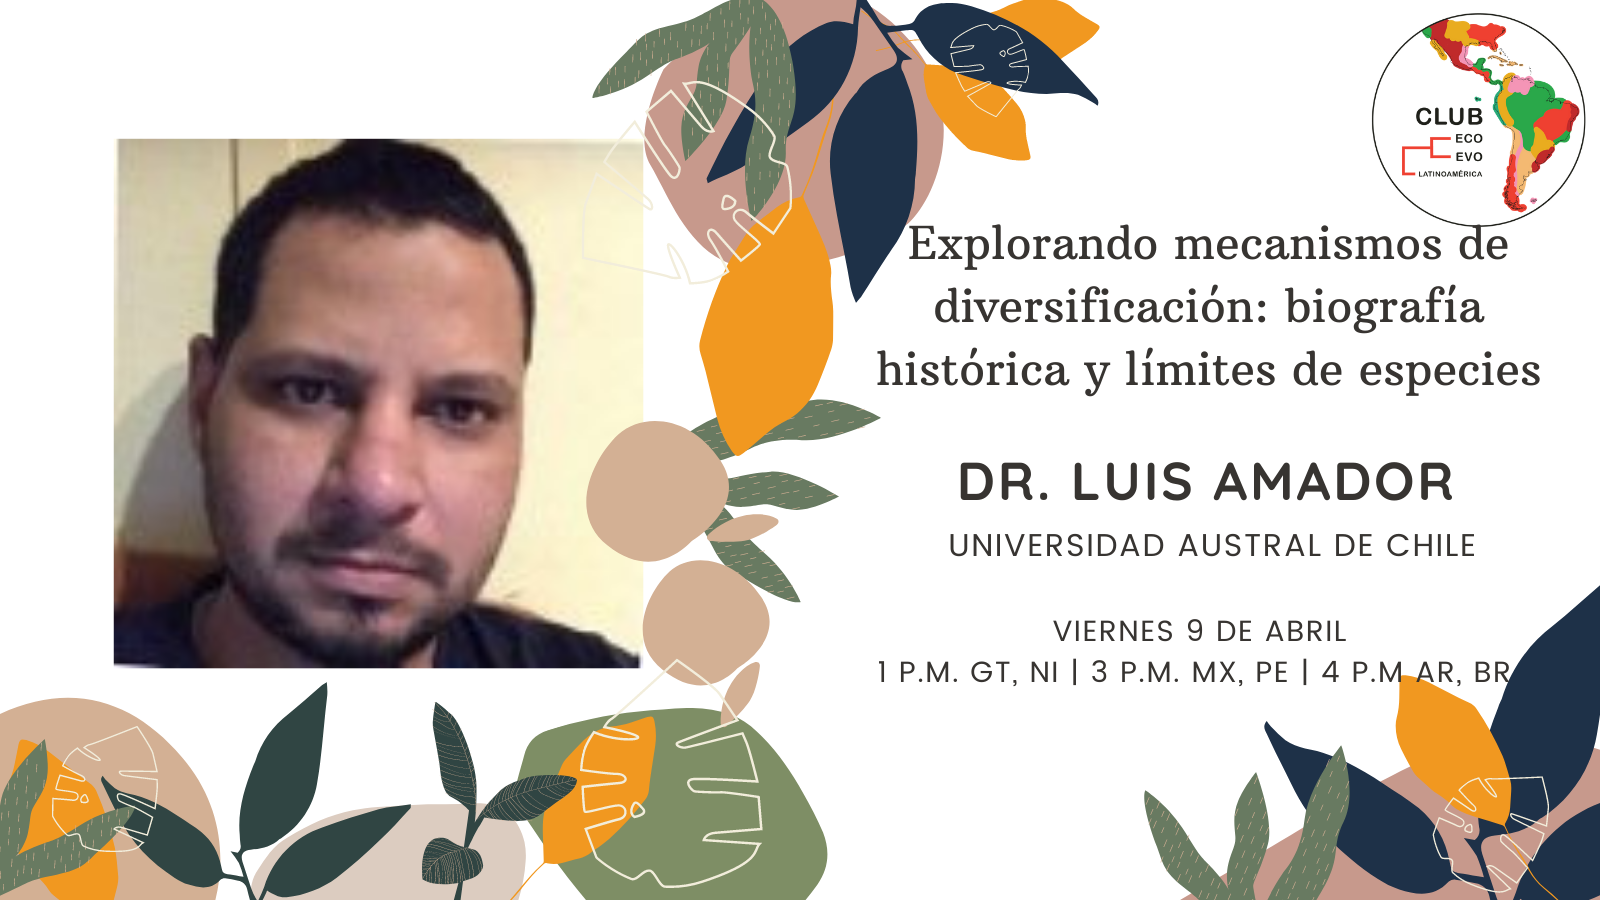 CLUB
ECO
EVO
LATINOAMÉRICA
Explorando mecanismos de
diversificación: biografía
histórica y límites de especies
DR. LUIS AMADOR
UNIVERSIDAD AUSTRAL DE CHILE
VIERNES 9 DE ABRIL
1 P.M. GT, NI | 3 P.M. MX, PE | 4 P.M AR, BR